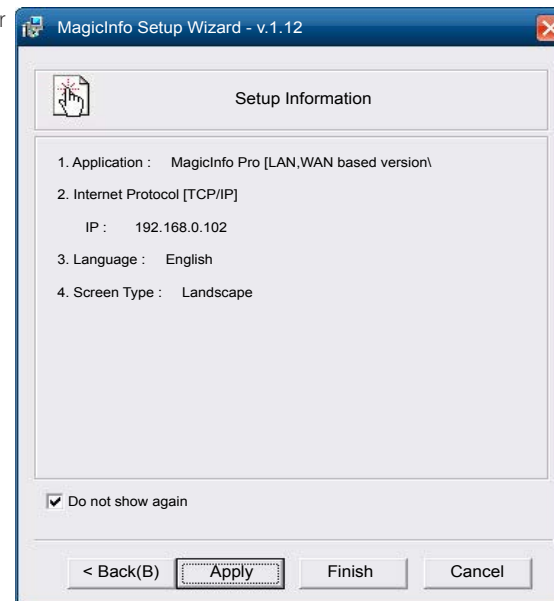 r
MagicInfo Setup Wizard - v.1.12
Setup Information
1. Application : MagicInfo Pro [LAN,WAN based version\
2. Internet Protocol [TCP/IP]
IP : 192.168.0.102
3. Language : English
4. Screen Type : Landscape
Do not show again
< Back(B) Apply Finish Cancel